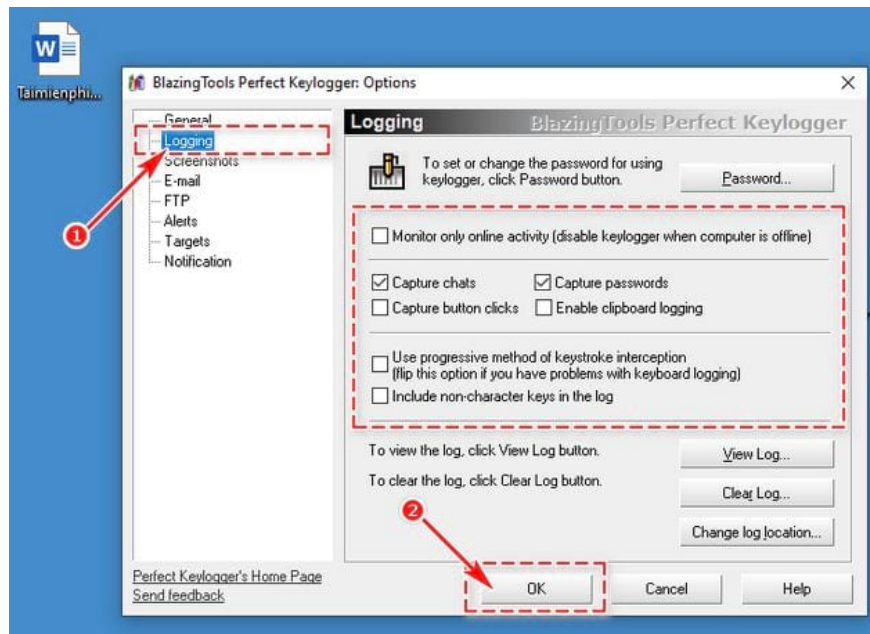 W
Taimienphi...
BlazingTools Perfect Keylogger: Options
General
Logging
Screenshots
E-mail
FTP
Alerts
Targets
Notification
1
Logging
BlazingTools Perfect Keylogger
To set or change the password for using
keylogger, click Password button.
Password...
Monitor only online activity (disable keylogger when computer is offline)
Capture chats
Capture passwords
Capture button clicks
Enable clipboard logging
Use progressive method of keystroke interception
(flip this option if you have problems with keyboard logging)
Include non-character keys in the log
To view the log, click View Log button.
View Log...
To clear the log, click Clear Log button.
Clear Log...
2
Change log location...
Perfect Keylogger's Home Page
Send feedback
OK
Cancel
Help